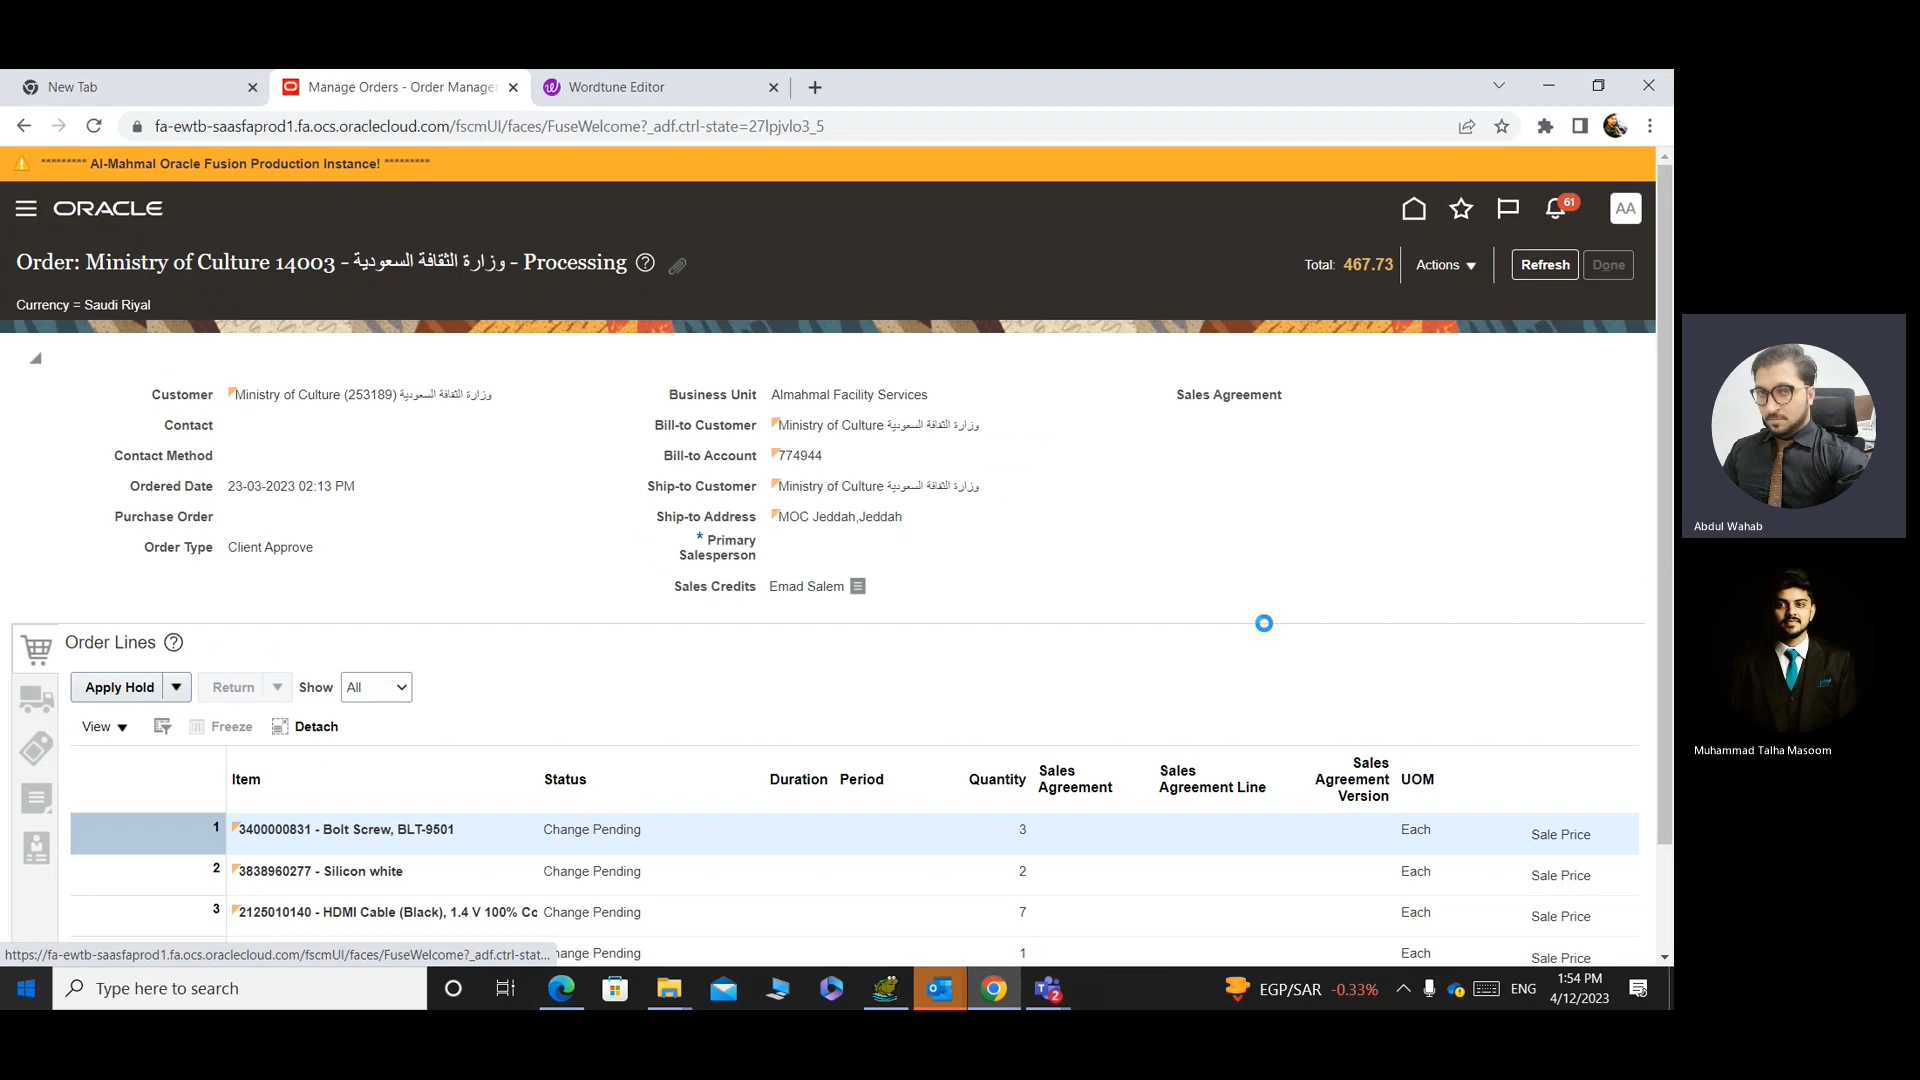 New Tab
Manage Orders - Order Manage
Wordtune Editor
fa-ewtb-saasfaprod1.fa.ocs.oraclecloud.com/fscmUI/faces/FuseWelcome?_adf.ctrl-state=27lpjvlo3_5
********* Al-Mahmal Oracle Fusion Production Instance! *********
ORACLE
61
AA
Order: Ministry of Culture 14003 - وزارة الثقافة السعودية - Processing
Total: 467.73
Actions
Refresh
Done
Currency = Saudi Riyal
Customer Ministry of Culture (253189) وزارة الثقافة السعودية
Contact
Contact Method
Ordered Date 23-03-2023 02:13 PM
Purchase Order
Order Type Client Approve
Business Unit Almahmal Facility Services
Bill-to Customer Ministry of Culture وزارة الثقافة السعودية
Bill-to Account 774944
Ship-to Customer Ministry of Culture وزارة الثقافة السعودية
Ship-to Address MOC Jeddah,Jeddah
* Primary
Salesperson
Sales Credits Emad Salem
Sales Agreement
Order Lines
Apply Hold
Return
Show All
View
Freeze
Detach
Item Status Duration Period Quantity Sales Agreement Sales Agreement Line Sales Agreement Version UOM
1 3400000831 - Bolt Screw, BLT-9501 Change Pending 3 Each Sale Price
2 3838960277 - Silicon white Change Pending 2 Each Sale Price
3 2125010140 - HDMI Cable (Black), 1.4 V 100% Co Change Pending 7 Each Sale Price
hange Pending 1 Each Sale Price
https://fa-ewtb-saasfaprod1.fa.ocs.oraclecloud.com/fscmUI/faces/FuseWelcome?_adf.ctrl-stat...
Type here to search
2
EGP/SAR -0.33%
ENG
1:54 PM
4/12/2023
Abdul Wahab
Muhammad Talha Masoom